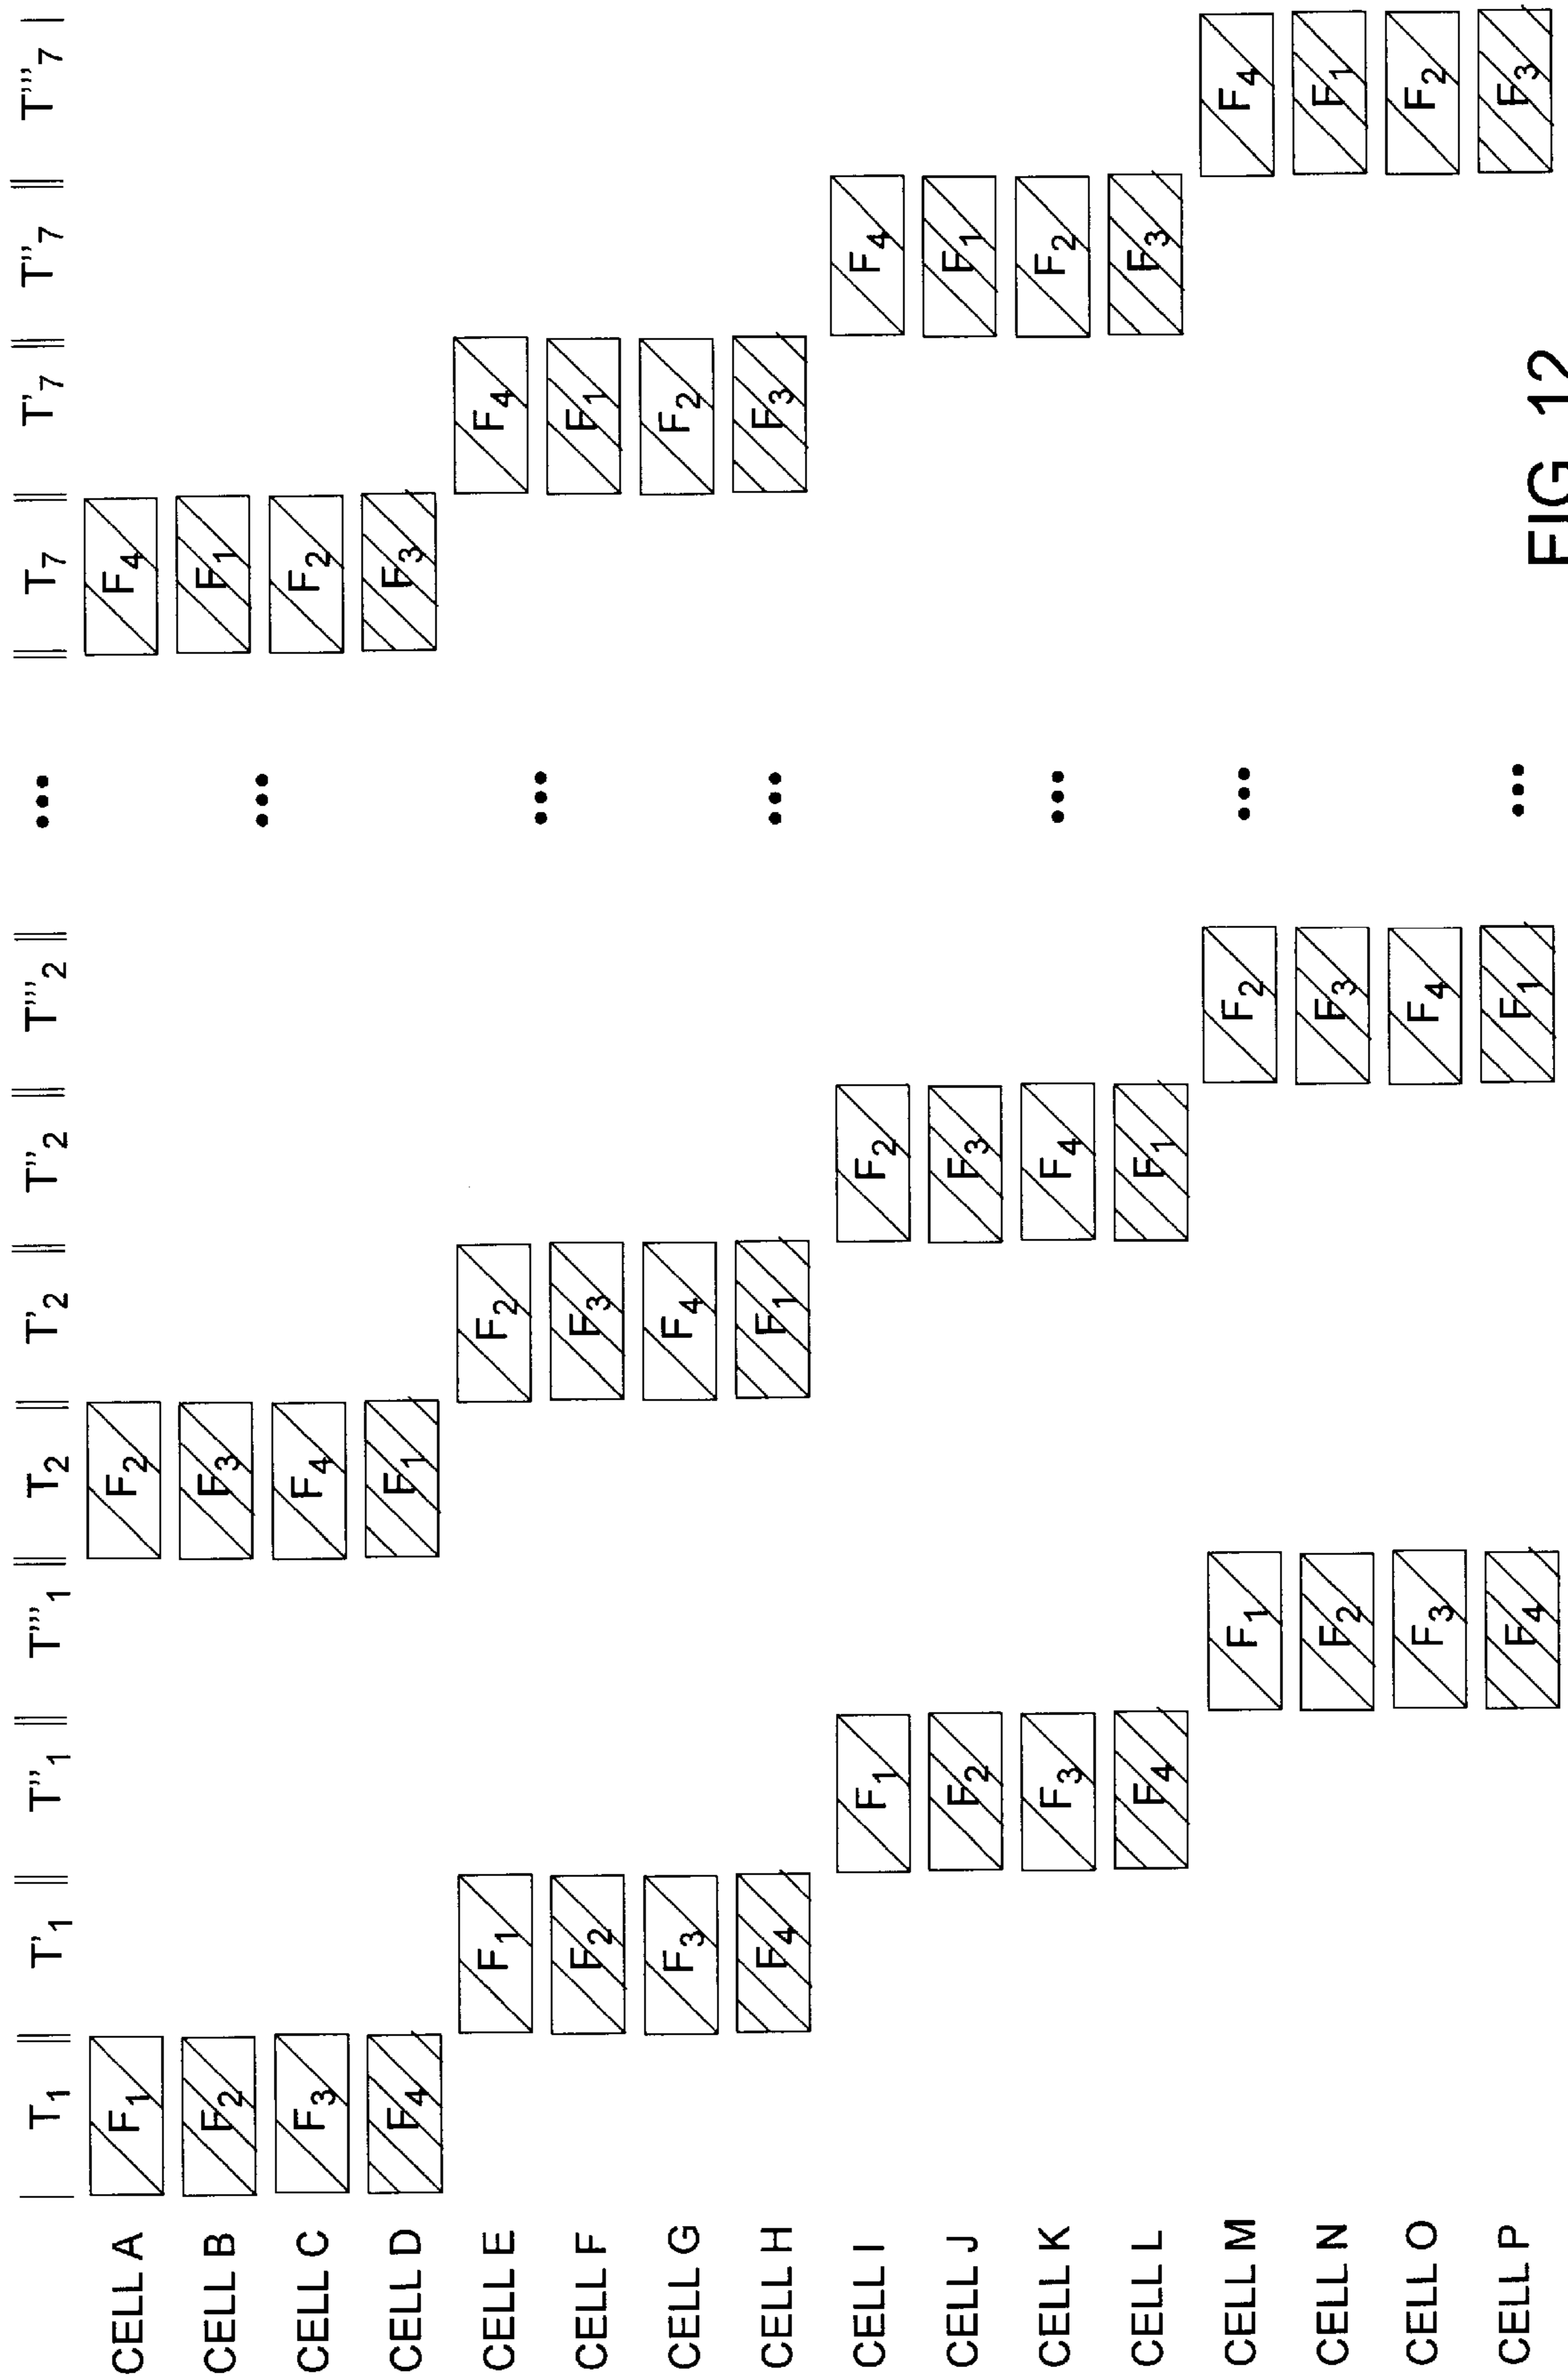 T1 T'1 T''1 T'''1 T2 T'2 T''2 T'''2 ... T7 T'7 T''7 T'''7
CELL A F1 F2 ... F4
CELL B F2 F3 ... F1
CELL C F3 F4 F2
CELL D F4 F1 F3
CELL E F1 F2 ... F4
CELL F F2 F3 F1
CELL G F3 F4 F2
CELL H F4 F1 ... F3
CELL I F1 F2 F4
CELL J F2 F3 F1
CELL K F3 F4 ... F2
CELL L F4 F1 F3
CELL M F1 F2 ... F4
CELL N F2 F3 F1
CELL O F3 F4 F2
CELL P F4 F1 ... F3
FIG. 12